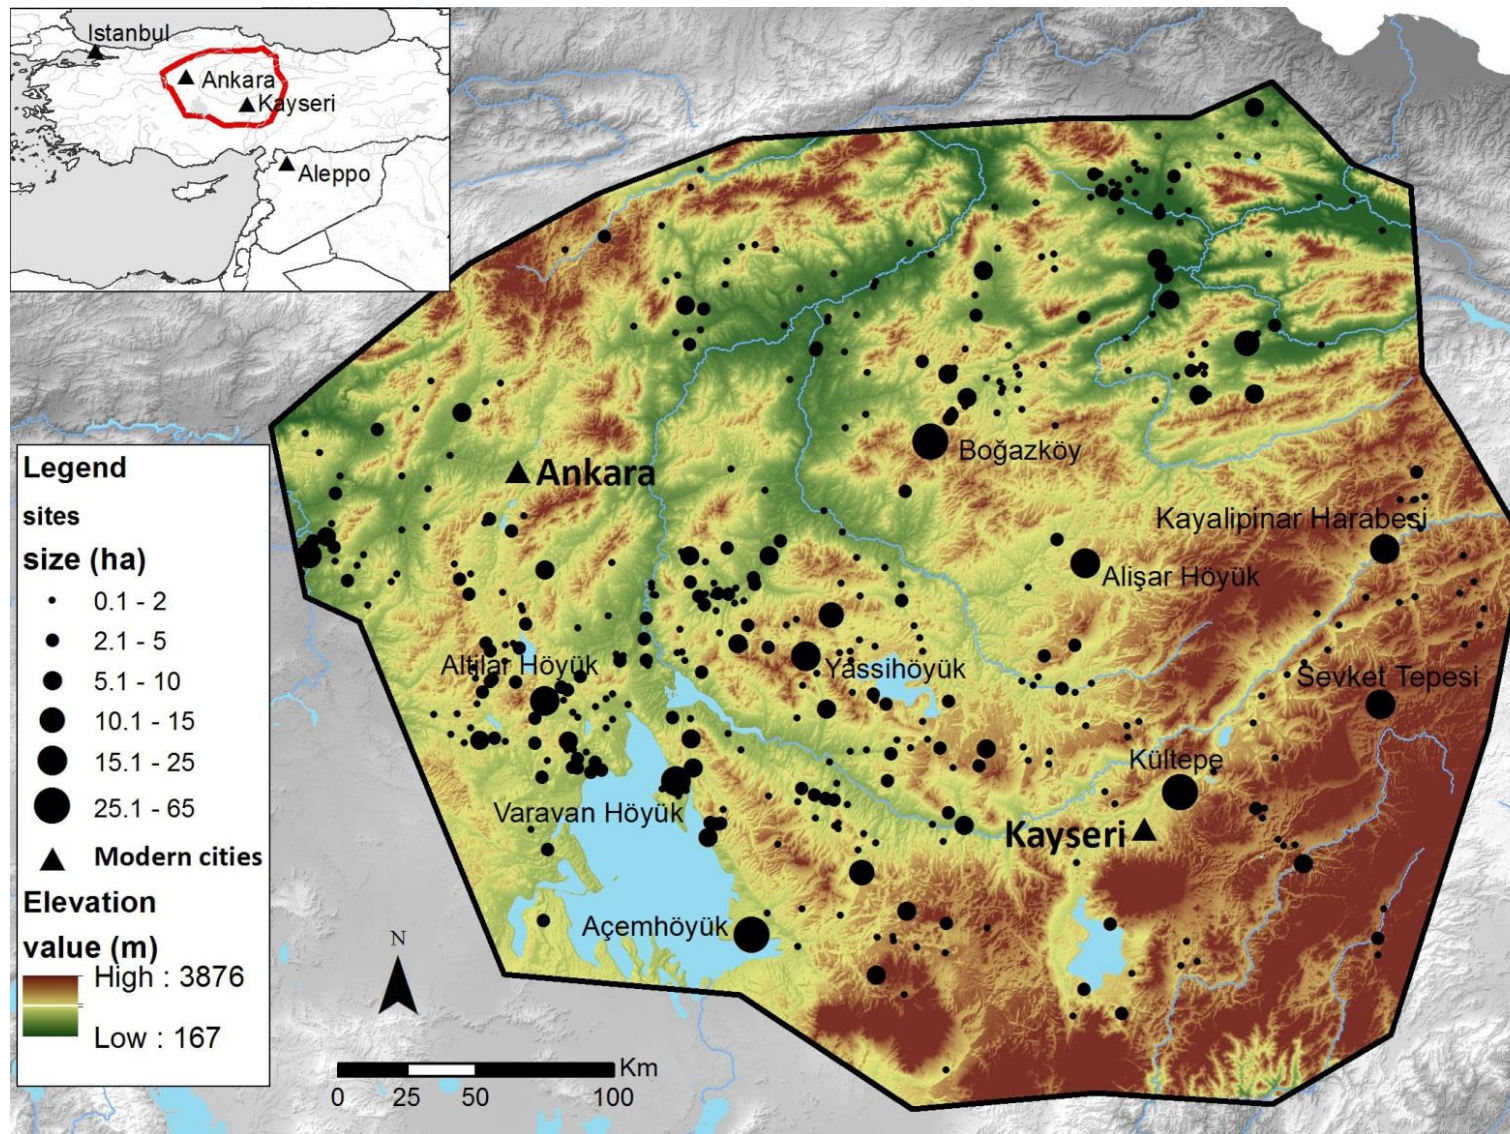 Istanbul
Ankara
Kayseri
Aleppo
Boğazköy
Ankara
Kayalipinar Harabesi
Alişar Höyük
Altilar Höyük
Yassihöyük
Sevket Tepesi
Kültepe
Varavan Höyük
Kayseri
Açemhöyük
Legend
sites
size (ha)
0.1 - 2
2.1 - 5
5.1 - 10
10.1 - 15
15.1 - 25
25.1 - 65
Modern cities
Elevation
value (m)
High : 3876
Low : 167
N
Km
0 25 50 100